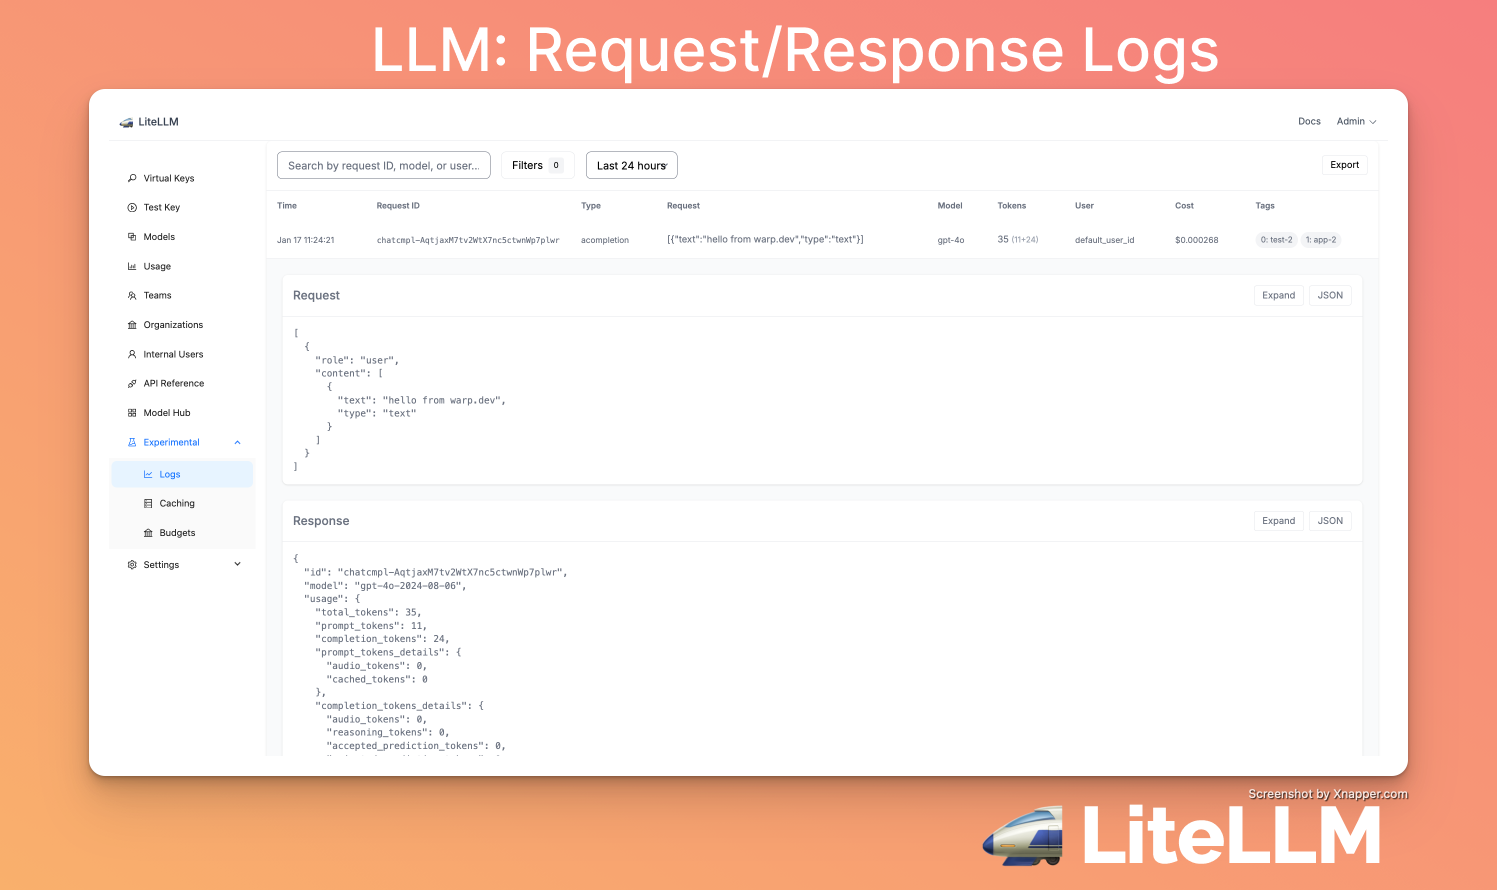 LLM: Request/Response Logs
LiteLLM
Docs Admin
Virtual Keys
Test Key
Models
Usage
Teams
Organizations
Internal Users
API Reference
Model Hub
Experimental
Logs
Caching
Budgets
Settings
Search by request ID, model, or user... Filters 0 Last 24 hours Export
Time Request ID Type Request Model Tokens User Cost Tags
Jan 17 11:24:21 chatcmpl-AqtjaxM7tv2WtX7nc5ctwnWp7plwr acompletion [{"text":"hello from warp.dev","type":"text"}] gpt-4o 35 (11+24) default_user_id $0.000268 0: test-2 1: app-2
Request Expand JSON
[
{
"role": "user",
"content": [
{
"text": "hello from warp.dev",
"type": "text"
}
]
}
]
Response Expand JSON
{
"id": "chatcmpl-AqtjaxM7tv2WtX7nc5ctwnWp7plwr",
"model": "gpt-4o-2024-08-06",
"usage": {
"total_tokens": 35,
"prompt_tokens": 11,
"completion_tokens": 24,
"prompt_tokens_details": {
"audio_tokens": 0,
"cached_tokens": 0
},
"completion_tokens_details": {
"audio_tokens": 0,
"reasoning_tokens": 0,
"accepted_prediction_tokens": 0,
Screenshot by Xnapper.com
LiteLLM